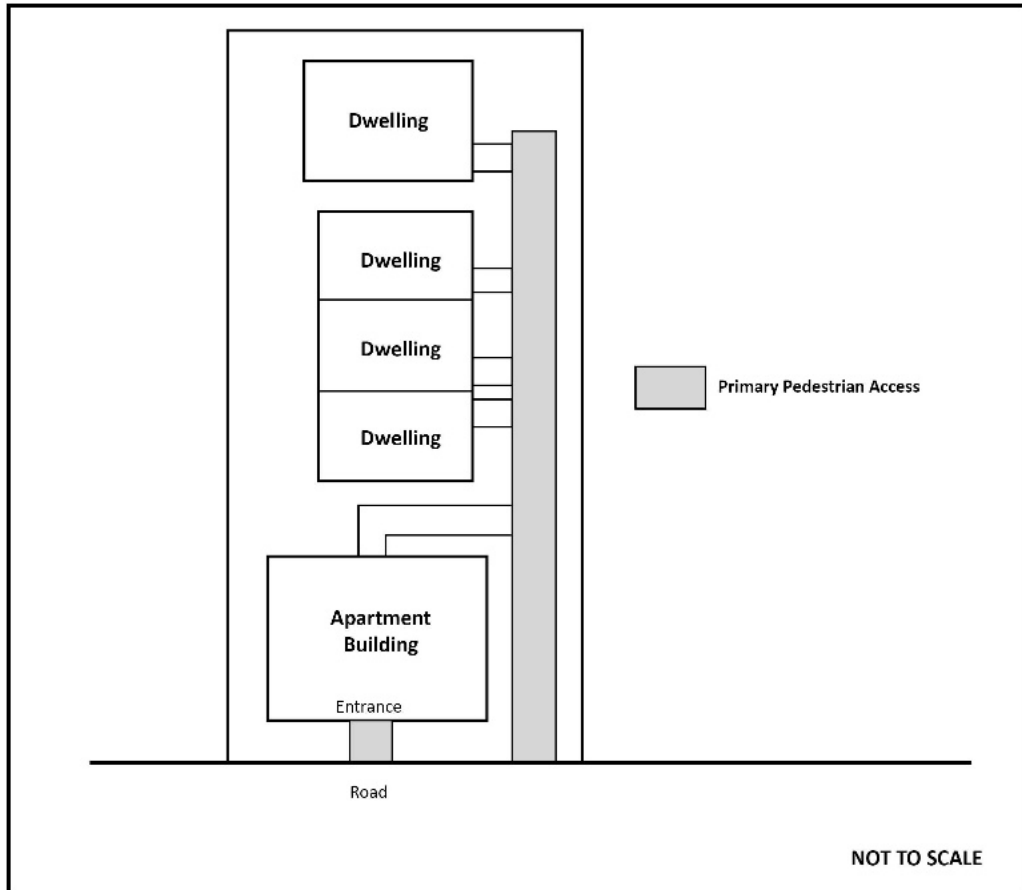 Dwelling
Dwelling
Dwelling
Primary Pedestrian Access
Dwelling
Apartment
Building
Entrance
Road
NOT TO SCALE